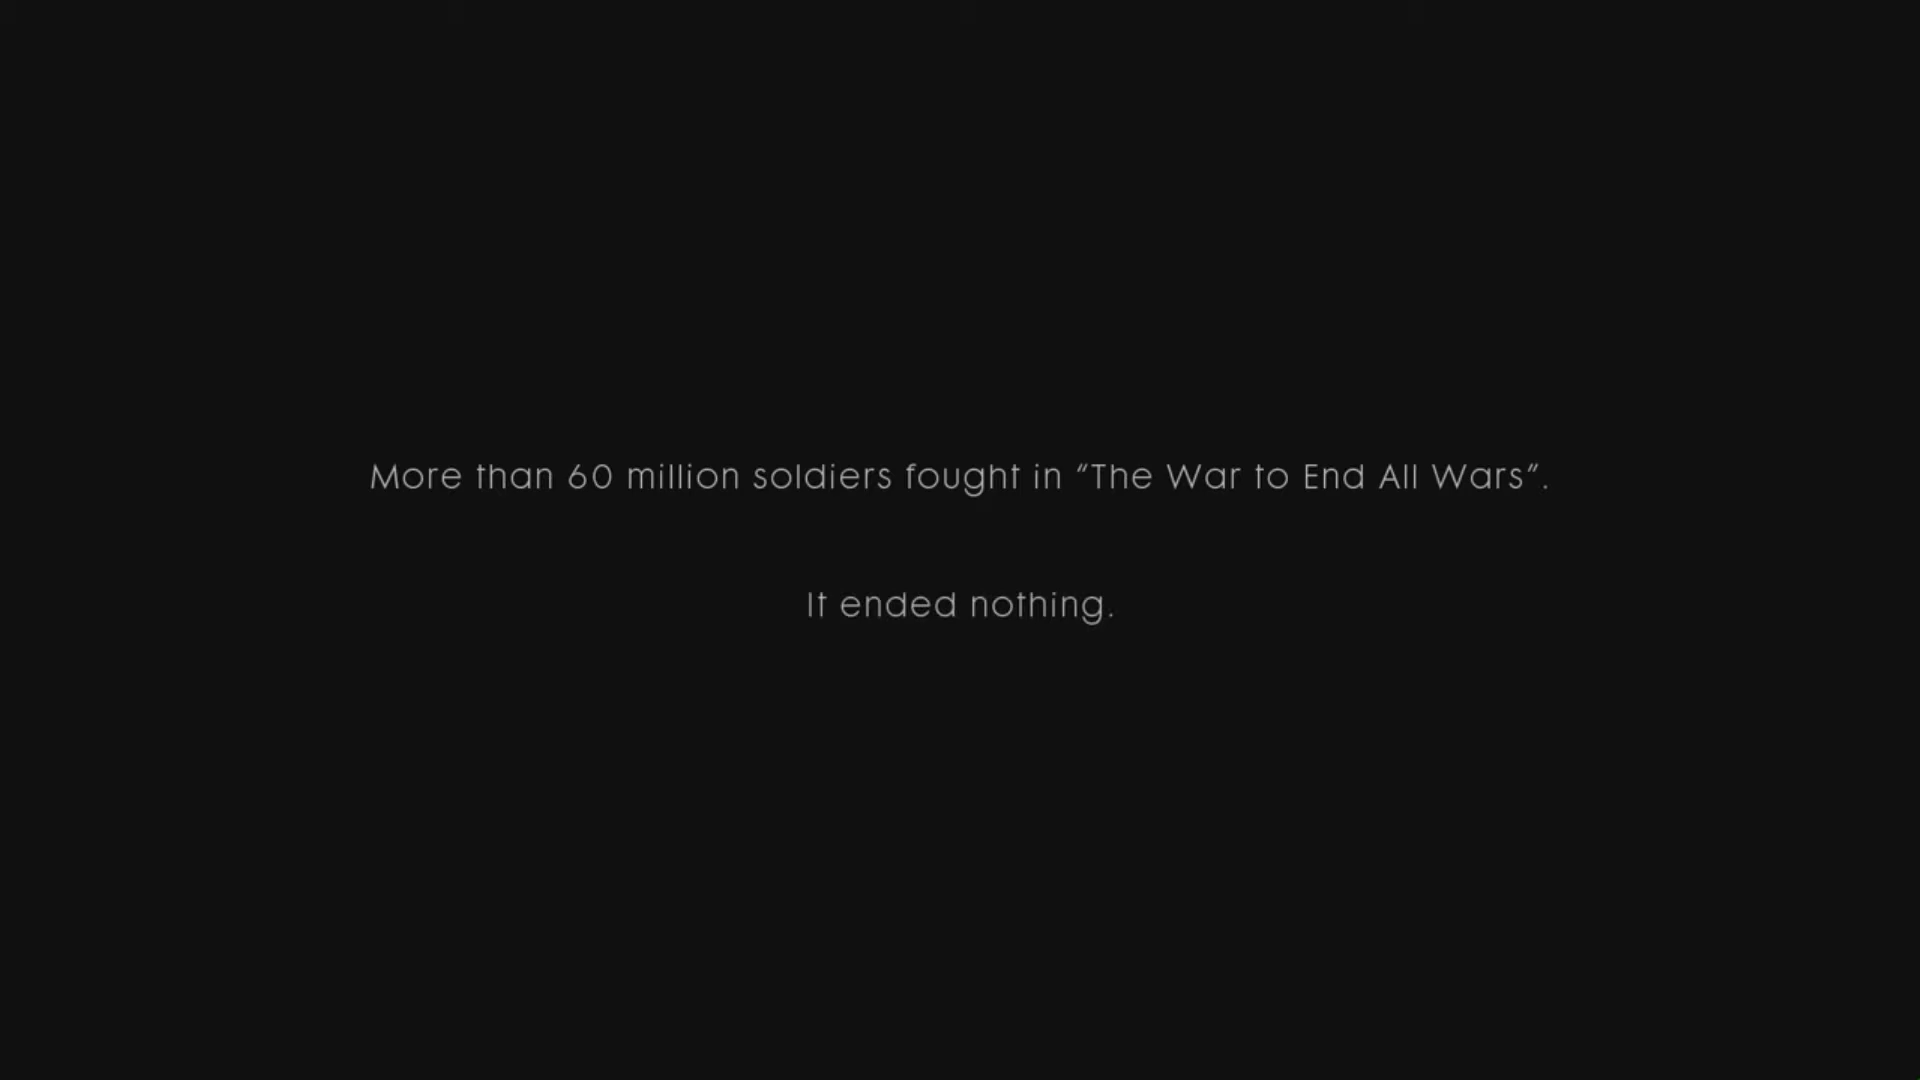 More than 60 million soldiers fought in “The War to End All Wars”.
It ended nothing.